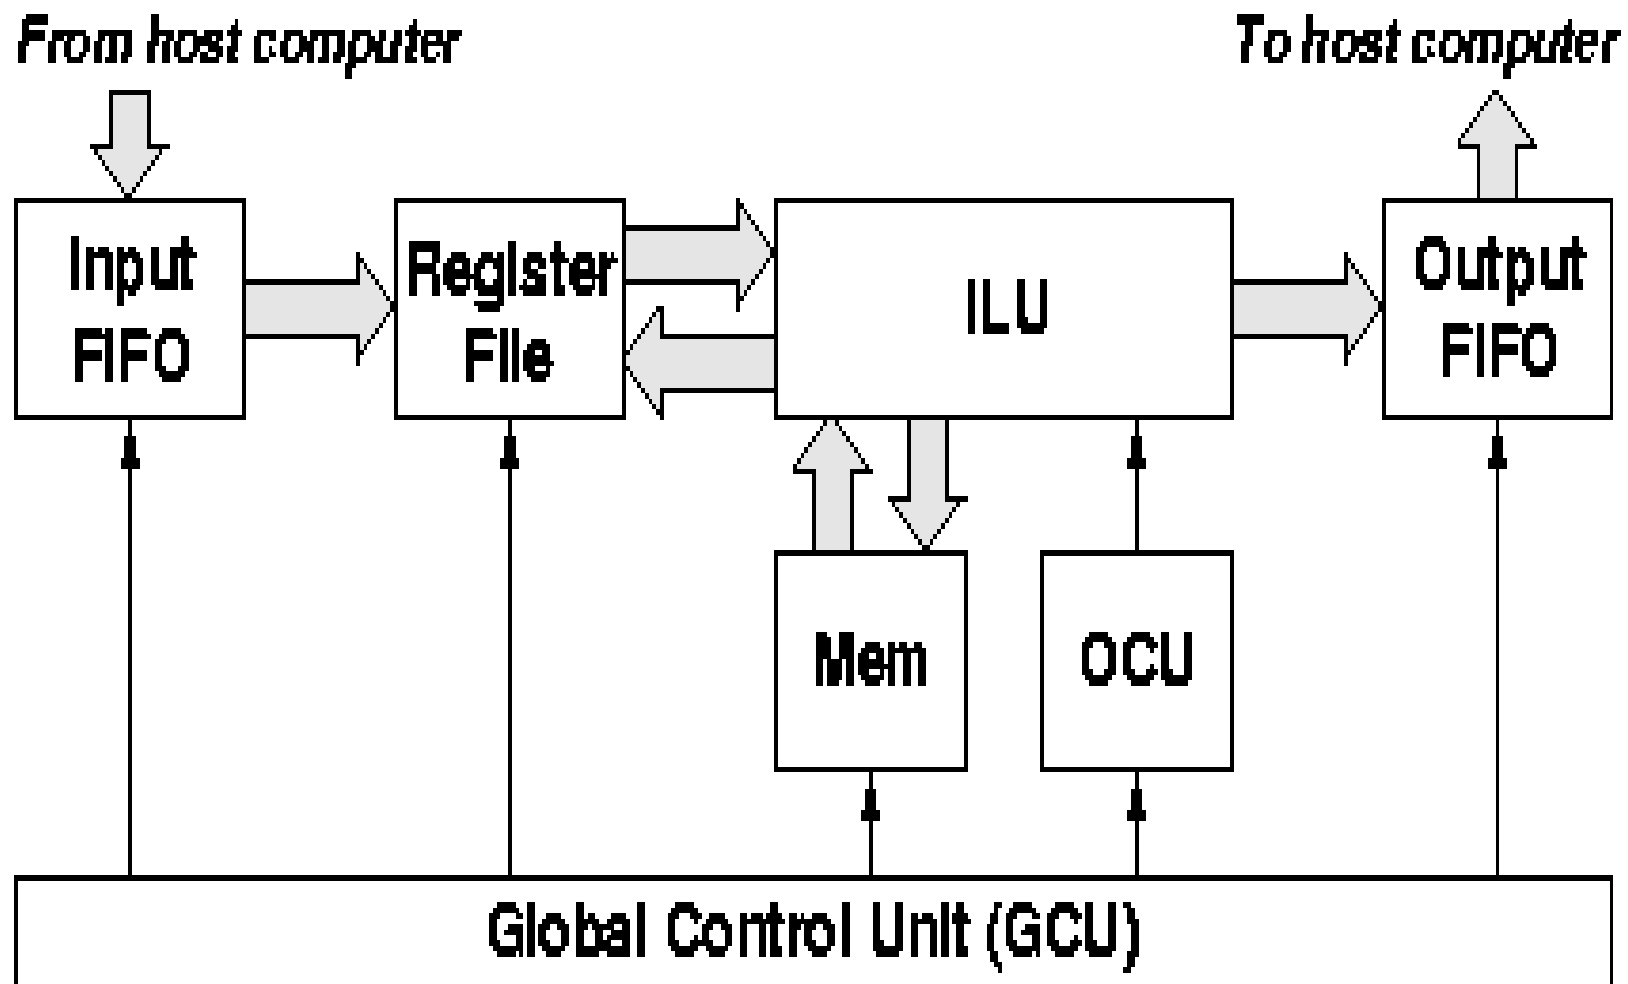 From host computer
To host computer
Input
FIFO
Register
File
ILU
Output
FIFO
Mem
OCU
Global Control Unit (GCU)